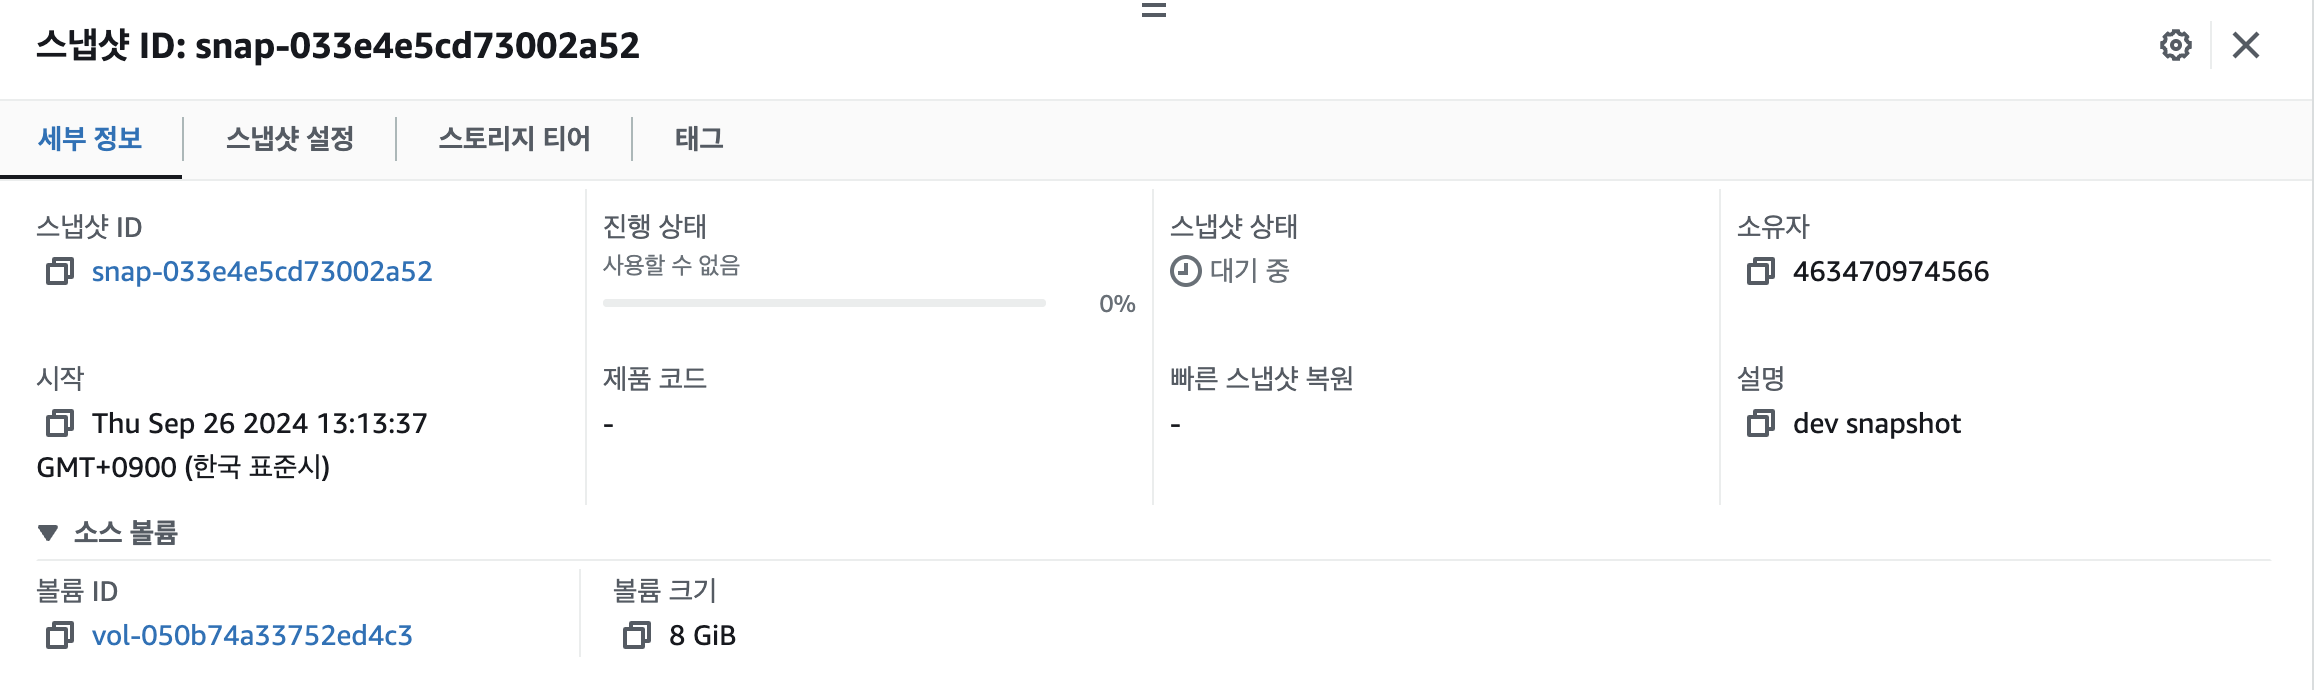 스냅샷 ID: snap-033e4e5cd73002a52
세부 정보
스냅샷 설정
스토리지 티어
태그
스냅샷 ID
snap-033e4e5cd73002a52
진행 상태
사용할 수 없음
0%
스냅샷 상태
대기 중
소유자
463470974566
시작
Thu Sep 26 2024 13:13:37
GMT+0900 (한국 표준시)
제품 코드
-
빠른 스냅샷 복원
-
설명
dev snapshot
소스 볼륨
볼륨 ID
vol-050b74a33752ed4c3
볼륨 크기
8 GiB